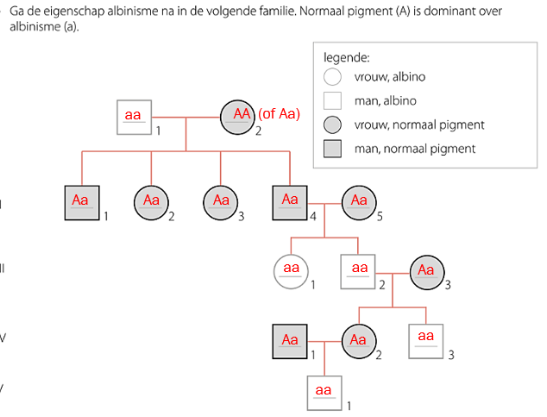 Ga de eigenschap albinisme na in de volgende familie. Normaal pigment (A) is dominant over
albinisme (a).
legende:
vrouw, albino
man, albino
vrouw, normaal pigment
man, normaal pigment
aa
1
AA (of Aa)
2
Aa
1
Aa
2
Aa
3
Aa
4
Aa
5
aa
1
aa
2
Aa
3
Aa
1
Aa
2
aa
3
aa
1